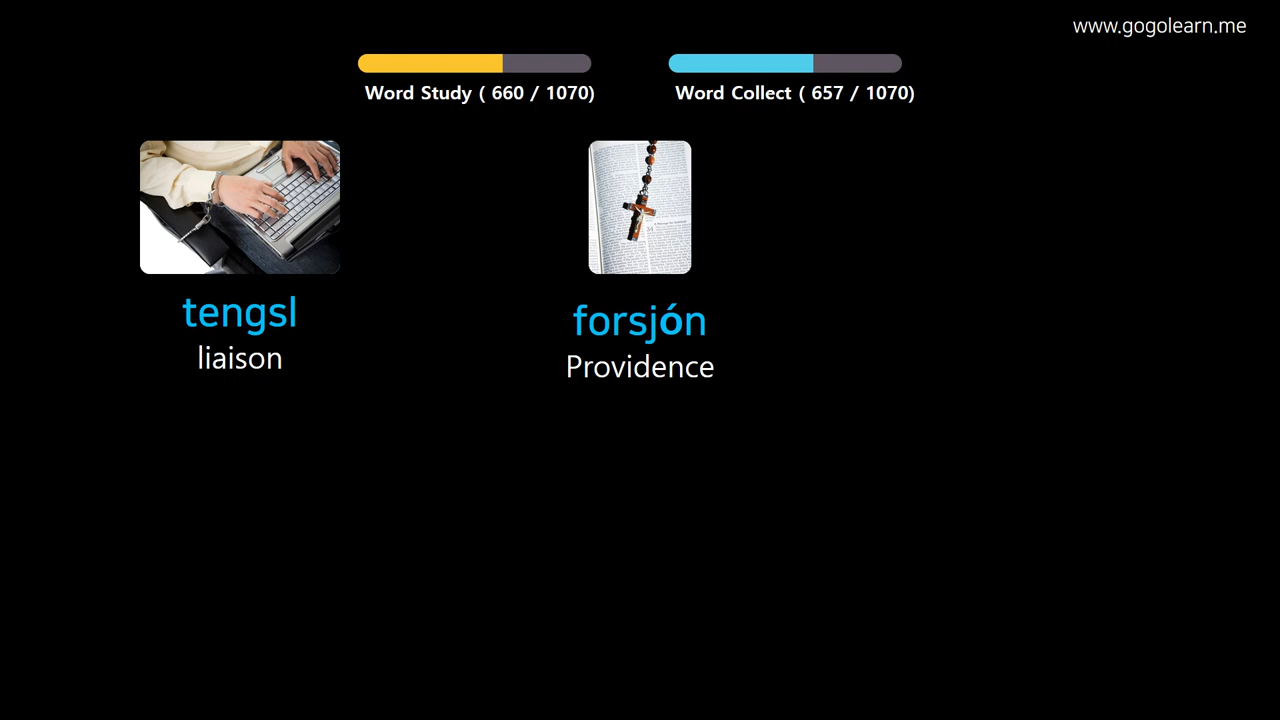 www.gogolearn.me
Word Study ( 660 / 1070)
Word Collect ( 657 / 1070)
tengsl
liaison
forsjón
Providence